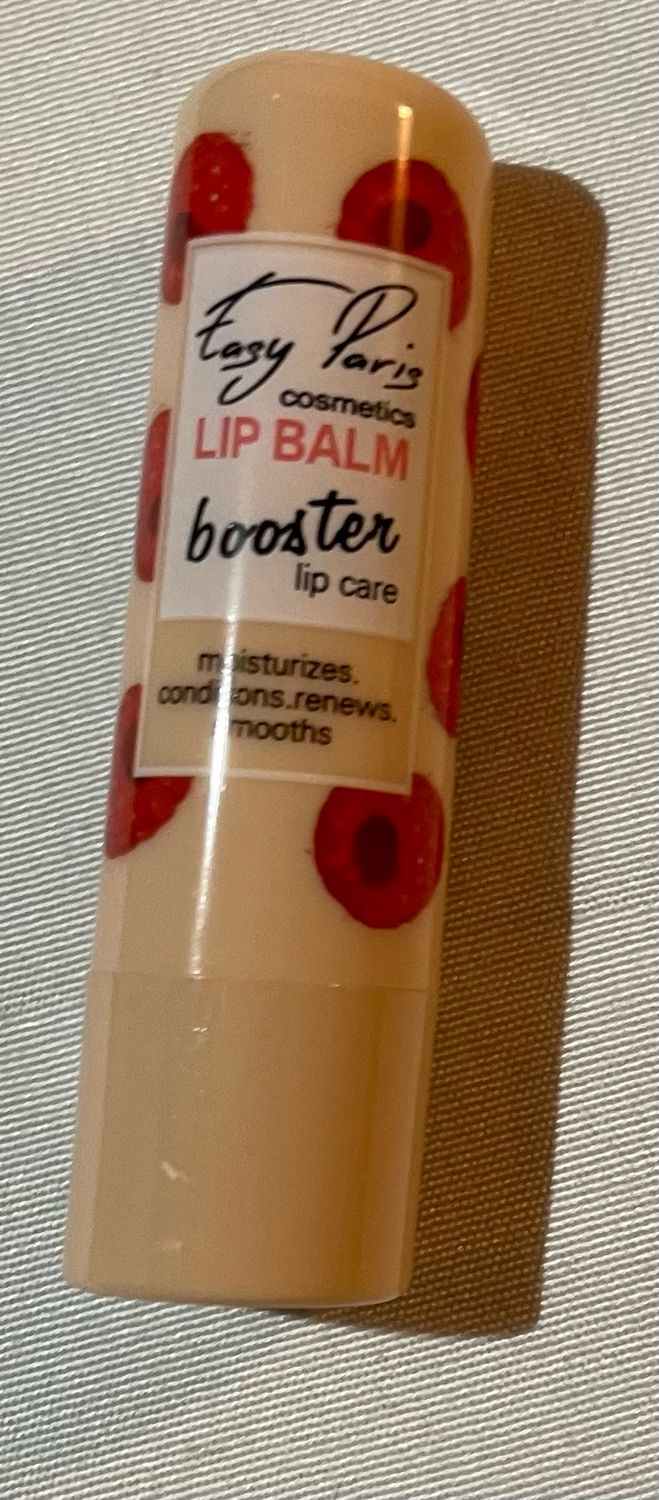 Easy Paris
cosmetics
LIP BALM
booster
lip care
moisturizes.
conditions.renews.
smooths